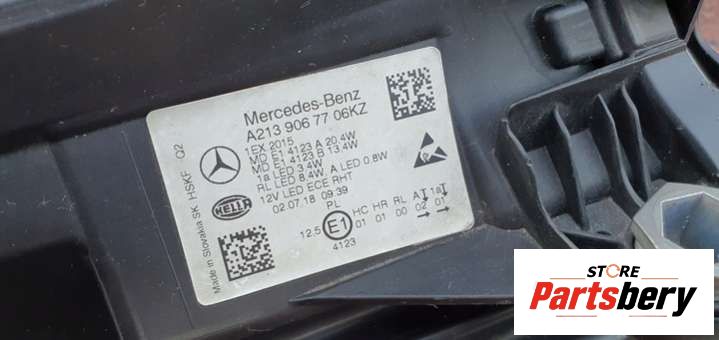 Mercedes-Benz
A213 906 77 06KZ
1EX 2015
MD E1 4123 A 20.4W
MD E1 4123 B 13.4W
1a LED 3.4W
RL LED 8.4W, A LED 0.8W
12V LED ECE RHT
02.07.18 09:39
PL
HELLA
12.5 E1 HC HR RL A 1a
01 01 00 02 01
4123
Made in Slovakia SK HSKF Q2
STORE
Partsbery